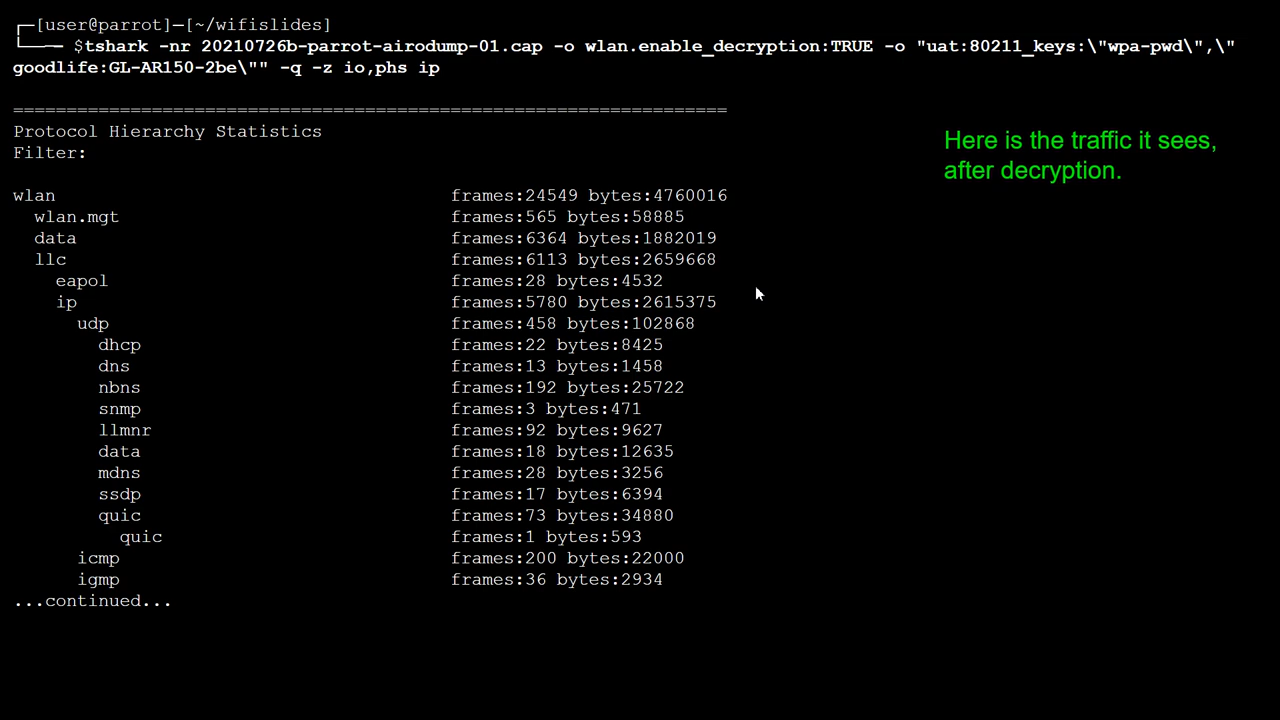 ┌─[user@parrot]─[~/wifislides]
└──╼ $tshark -nr 20210726b-parrot-airodump-01.cap -o wlan.enable_decryption:TRUE -o "uat:80211_keys:\"wpa-pwd\",\"
goodlife:GL-AR150-2be\"" -q -z io,phs ip
===================================================================
Protocol Hierarchy Statistics
Filter:
Here is the traffic it sees,
after decryption.
wlan frames:24549 bytes:4760016
wlan.mgt frames:565 bytes:58885
data frames:6364 bytes:1882019
llc frames:6113 bytes:2659668
eapol frames:28 bytes:4532
ip frames:5780 bytes:2615375
udp frames:458 bytes:102868
dhcp frames:22 bytes:8425
dns frames:13 bytes:1458
nbns frames:192 bytes:25722
snmp frames:3 bytes:471
llmnr frames:92 bytes:9627
data frames:18 bytes:12635
mdns frames:28 bytes:3256
ssdp frames:17 bytes:6394
quic frames:73 bytes:34880
quic frames:1 bytes:593
icmp frames:200 bytes:22000
igmp frames:36 bytes:2934
...continued...